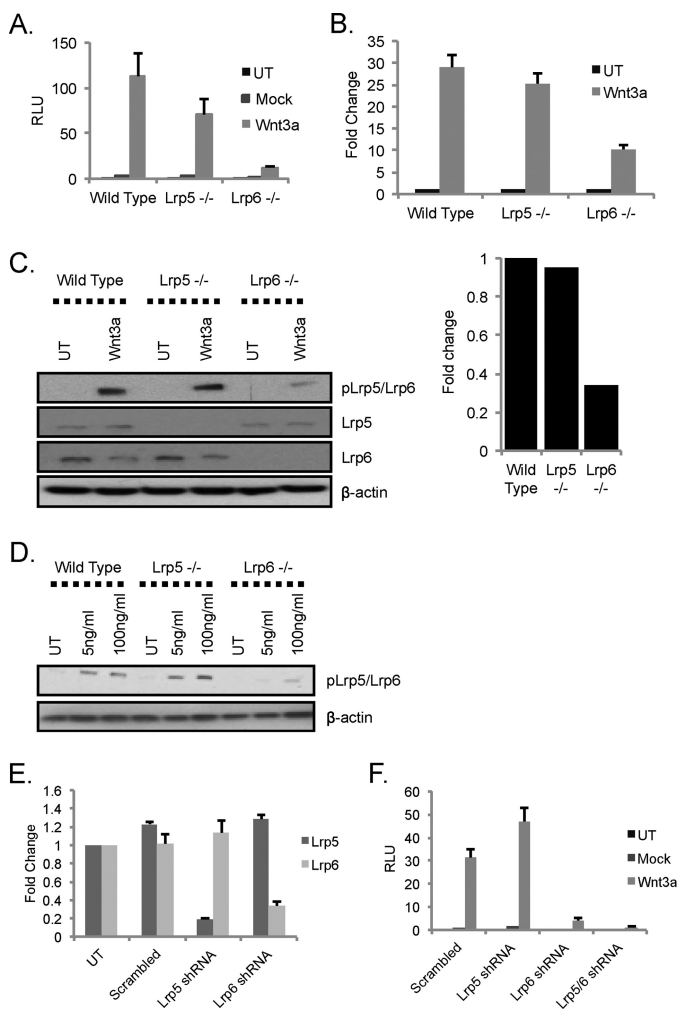 A.
150
100
50
0
RLU
UT
Mock
Wnt3a
Wild Type Lrp5 -/- Lrp6 -/-
B.
35
30
25
20
15
10
5
0
Fold Change
UT
Wnt3a
Wild Type Lrp5 -/- Lrp6 -/-
C.
Wild Type Lrp5 -/- Lrp6 -/-
UT Wnt3a UT Wnt3a UT Wnt3a
pLrp5/Lrp6
Lrp5
Lrp6
β-actin
1
0.8
0.6
0.4
0.2
0
Fold change
Wild Lrp5 Lrp6
Type -/- -/-
D.
Wild Type Lrp5 -/- Lrp6 -/-
UT 5ng/ml 100ng/ml UT 5ng/ml 100ng/ml UT 5ng/ml 100ng/ml
pLrp5/Lrp6
β-actin
E.
1.6
1.2
1.2
1
0.8
0.6
0.4
0.2
0
Fold Change
Lrp5
Lrp6
UT Scrambled Lrp5 shRNA Lrp6 shRNA
F.
60
50
40
30
20
10
0
RLU
UT
Mock
Wnt3a
Scrambled Lrp5 shRNA Lrp6 shRNA Lrp5/6 shRNA